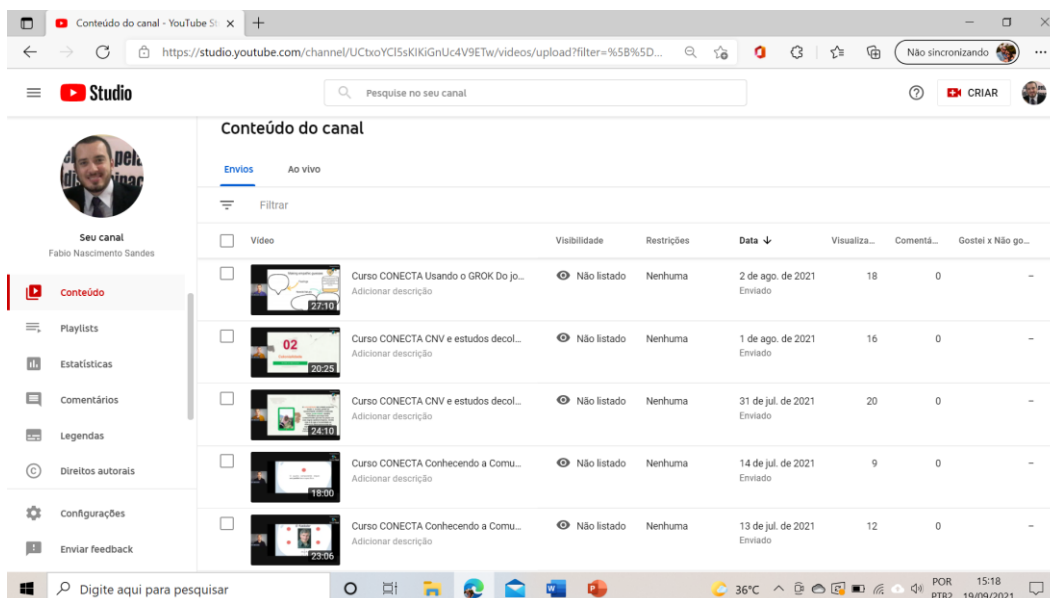 Conteúdo do canal - YouTube St
https://studio.youtube.com/channel/UCtxoYCI5sKIKiGnUc4V9ETw/videos/upload?filter=%5B%5D...
Não sincronizando
Studio
Pesquise no seu canal
CRIAR
Seu canal
Fabio Nascimento Sandes
Conteúdo
Playlists
Estatísticas
Comentários
Legendas
Direitos autorais
Configurações
Enviar feedback
Conteúdo do canal
Envios Ao vivo
Filtrar
Vídeo Visibilidade Restrições Data Visualiza... Comentá... Gostei x Não go...
27:10 Curso CONECTA Usando o GROK Do jo... Não listado Nenhuma 2 de ago. de 2021 18 0 –
Adicionar descrição Enviado
02
20:25 Curso CONECTA CNV e estudos decol... Não listado Nenhuma 1 de ago. de 2021 16 0 –
Adicionar descrição Enviado
24:10 Curso CONECTA CNV e estudos decol... Não listado Nenhuma 31 de jul. de 2021 20 0 –
Adicionar descrição Enviado
18:00 Curso CONECTA Conhecendo a Comu... Não listado Nenhuma 14 de jul. de 2021 9 0 –
Adicionar descrição Enviado
23:06 Curso CONECTA Conhecendo a Comu... Não listado Nenhuma 13 de jul. de 2021 12 0 –
Adicionar descrição Enviado
Digite aqui para pesquisar
36°C
POR 15:18
PTB2 19/09/2021